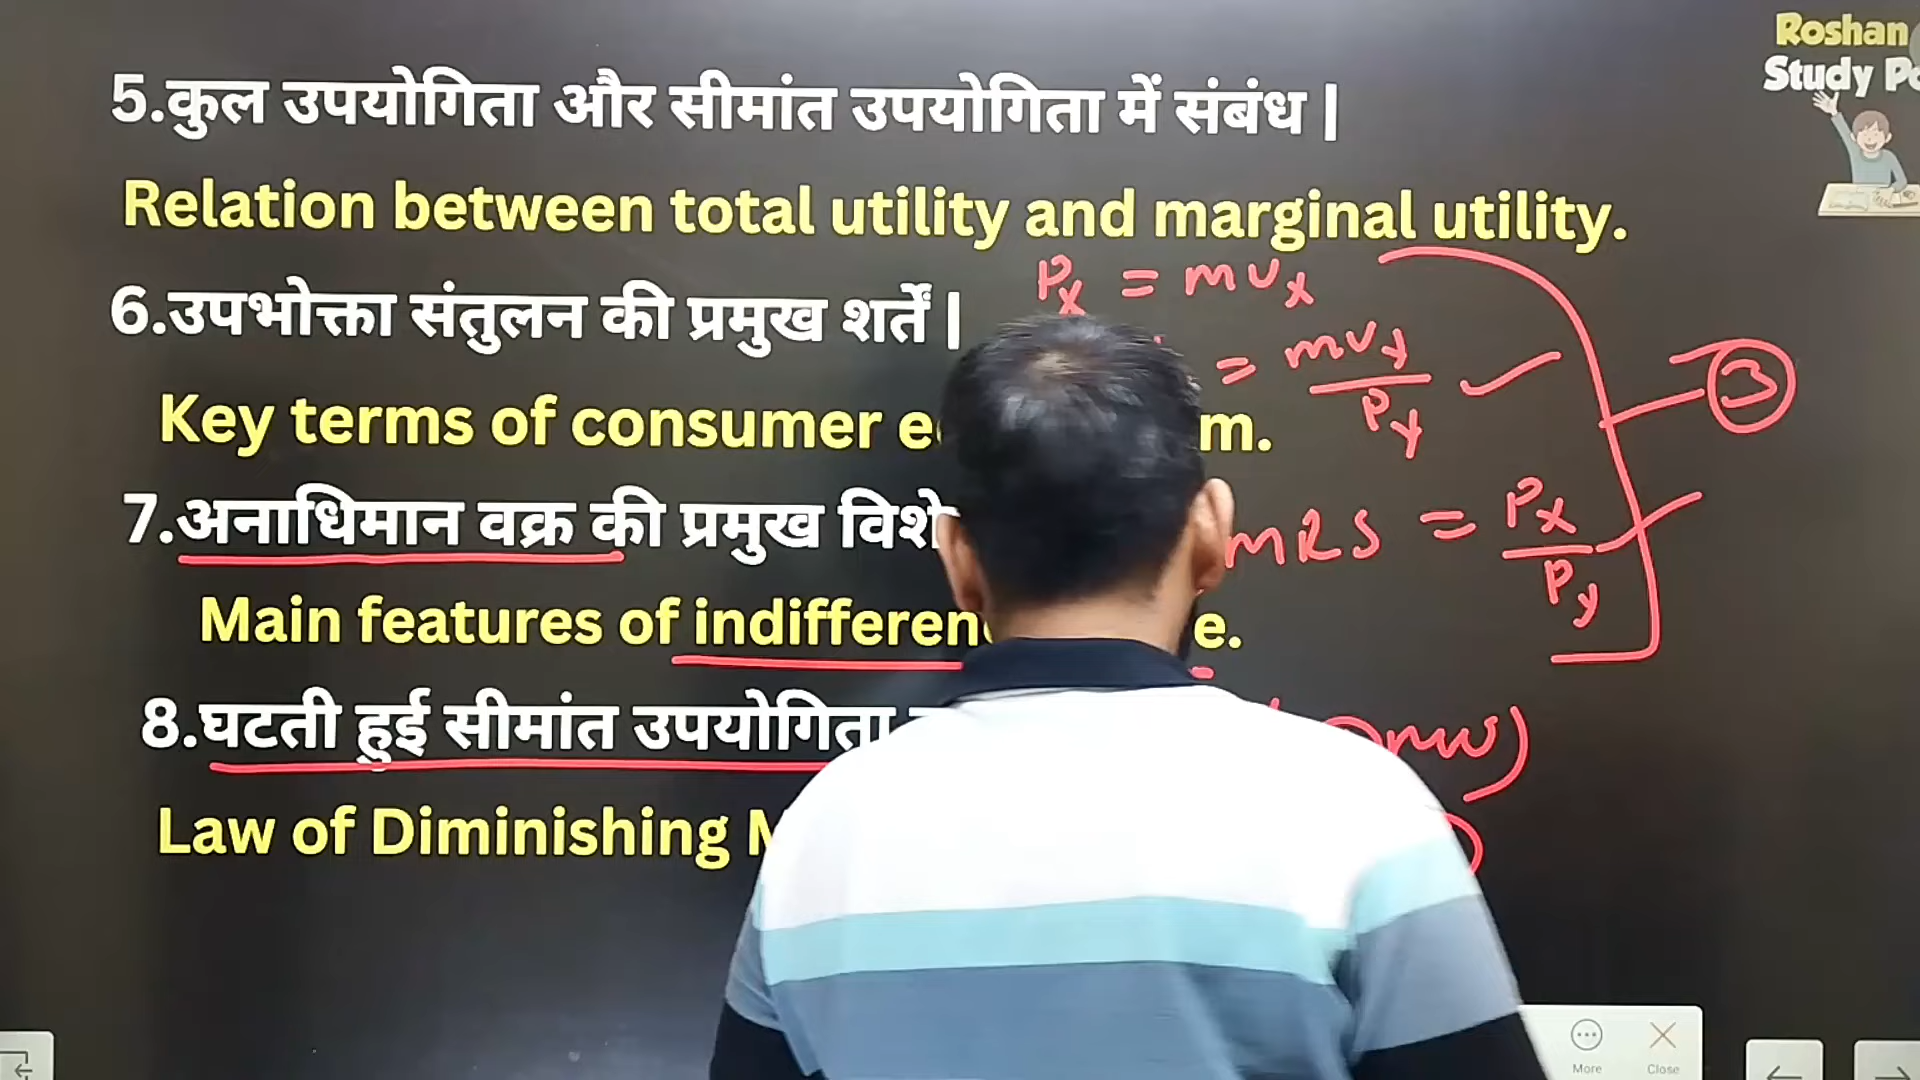 Roshan
Study
5.कुल उपयोगिता और सीमांत उपयोगिता में संबंध |
Relation between total utility and marginal utility.
Px = MUx
6.उपभोक्ता संतुलन की प्रमुख शर्तें |
= MUy / Py
3
Key terms of consumer
7.अनाधिमान वक्र की प्रमुख
MRS = Px / Py
Main features of
8.घटती हुई सीमांत उपयोगिता
Law of Diminishing
More
Close